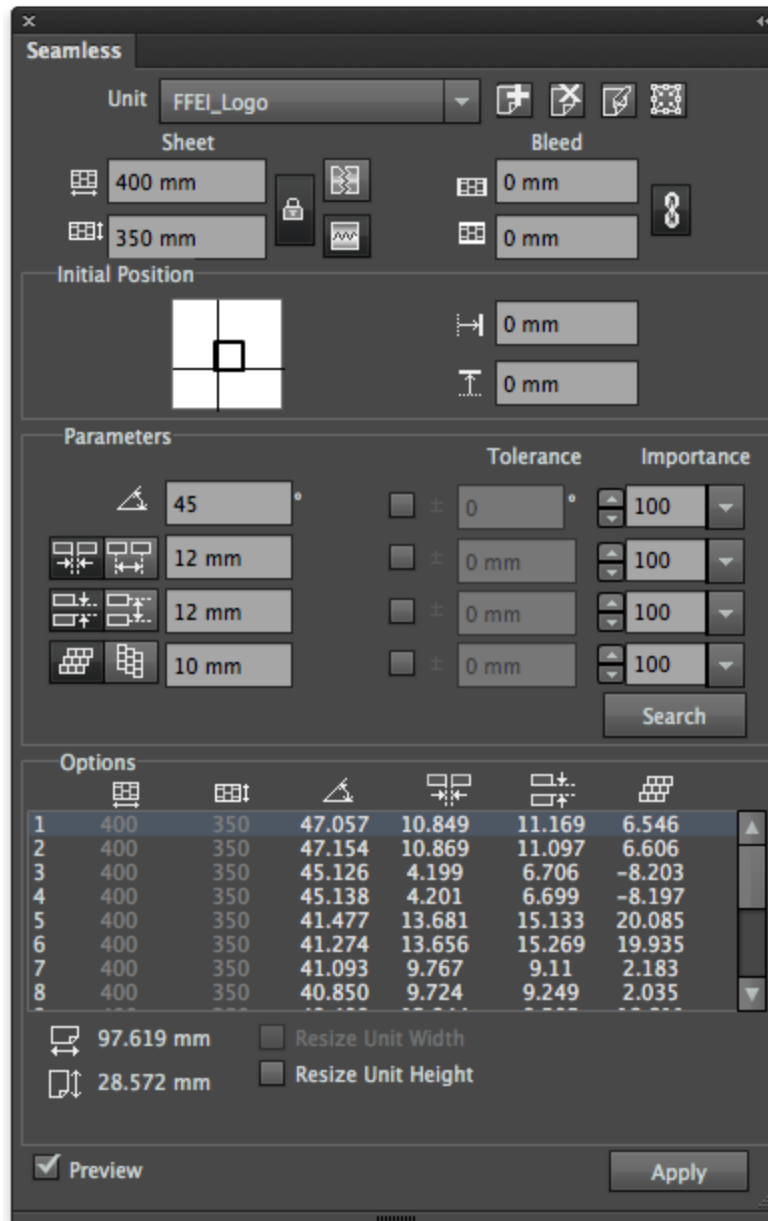 Seamless
Unit FFEI_Logo
Sheet Bleed
400 mm 0 mm
350 mm 0 mm
Initial Position
0 mm
0 mm
Parameters
Tolerance Importance
45 ° ± 0 ° 100
12 mm ± 0 mm 100
12 mm ± 0 mm 100
10 mm ± 0 mm 100
Search
Options
1 400 350 47.057 10.849 11.169 6.546
2 400 350 47.154 10.869 11.097 6.606
3 400 350 45.126 4.199 6.706 -8.203
4 400 350 45.138 4.201 6.699 -8.197
5 400 350 41.477 13.681 15.133 20.085
6 400 350 41.274 13.656 15.269 19.935
7 400 350 41.093 9.767 9.11 2.183
8 400 350 40.850 9.724 9.249 2.035
97.619 mm Resize Unit Width
28.572 mm Resize Unit Height
Preview Apply